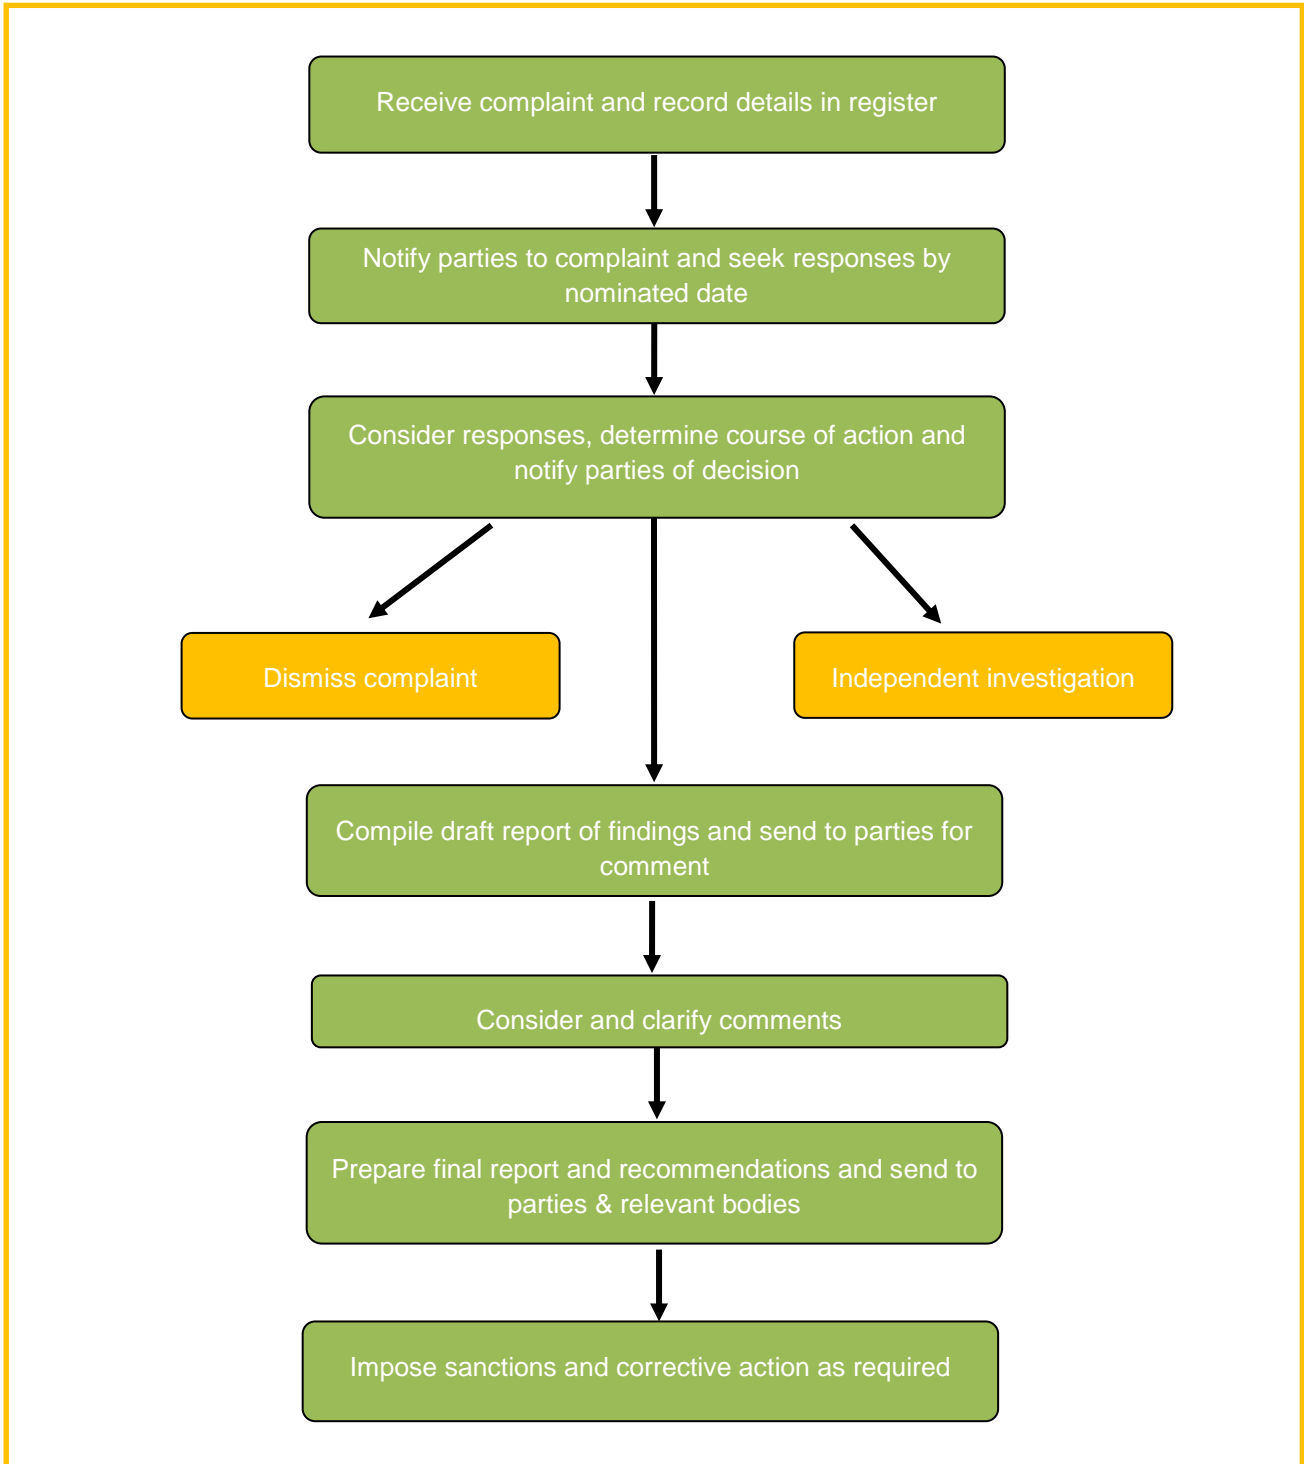 Receive complaint and record details in register
Notify parties to complaint and seek responses by
nominated date
Consider responses, determine course of action and
notify parties of decision
Dismiss complaint
Independent investigation
Compile draft report of findings and send to parties for
comment
Consider and clarify comments
Prepare final report and recommendations and send to
parties & relevant bodies
Impose sanctions and corrective action as required